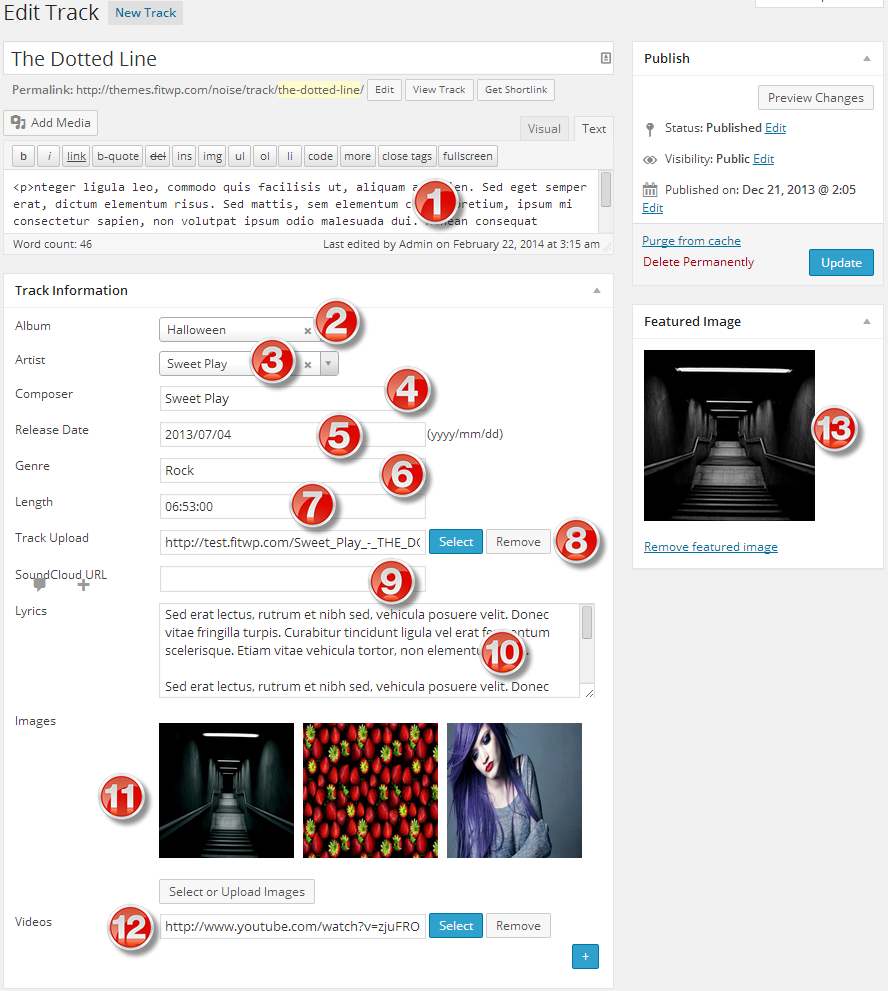 Edit Track New Track
The Dotted Line
Permalink: http://themes.fitwp.com/noise/track/the-dotted-line/ Edit View Track Get Shortlink
Add Media
Visual Text
b i link b-quote del ins img ul ol li code more close tags fullscreen
<p>nteger ligula leo, commodo quis facilisis ut, aliquam a en. Sed eget semper
erat, dictum elementum risus. Sed mattis, sem elementum c retium, ipsum mi
consectetur sapien, non volutpat ipsum odio malesuada dui. nean consequat
1
Word count: 46 Last edited by Admin on February 22, 2014 at 3:15 am
Track Information
Album Halloween × 2
Artist Sweet Play 3 ×
Composer Sweet Play 4
Release Date 2013/07/04 5 (yyyy/mm/dd)
Genre Rock 6
Length 06:53:00 7
Track Upload http://test.fitwp.com/Sweet_Play_-_THE_DO Select Remove 8
SoundCloud URL 9
Lyrics
Sed erat lectus, rutrum et nibh sed, vehicula posuere velit. Donec
vitae fringilla turpis. Curabitur tincidunt ligula vel erat fermentum
scelerisque. Etiam vitae vehicula tortor, non elementu
10
Sed erat lectus, rutrum et nibh sed, vehicula posuere velit. Donec
Images
11
Select or Upload Images
Videos 12 http://www.youtube.com/watch?v=zjuFRO Select Remove
+
Publish
Preview Changes
Status: Published Edit
Visibility: Public Edit
Published on: Dec 21, 2013 @ 2:05
Edit
Purge from cache
Delete Permanently Update
Featured Image
13
Remove featured image